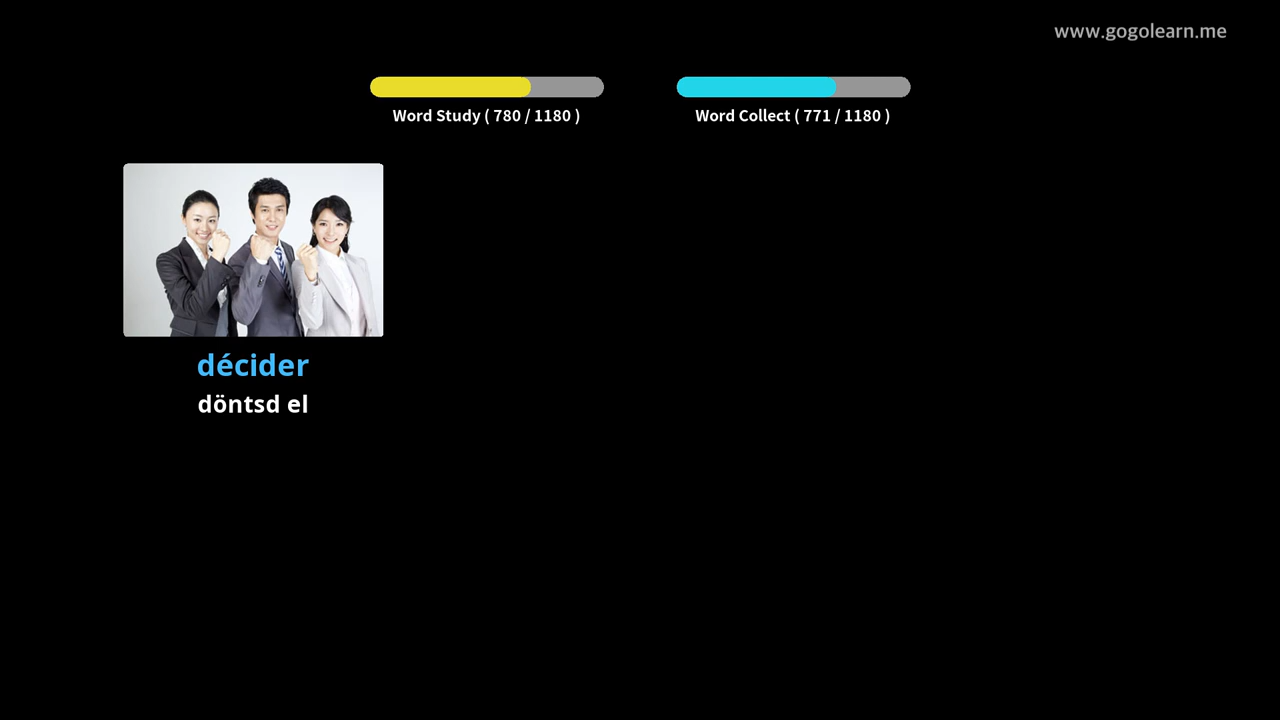 www.gogolearn.me
Word Study ( 780 / 1180 )
Word Collect ( 771 / 1180 )
décider
döntsd el